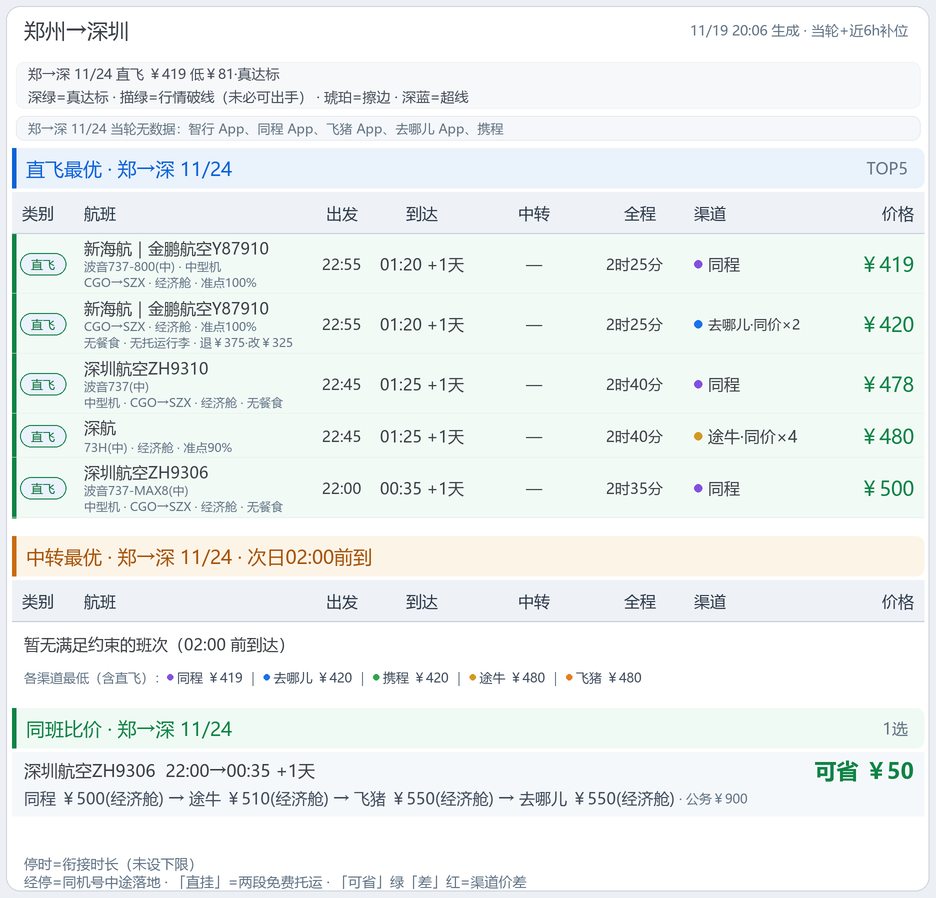 郑州→深圳
11/19 20:06 生成 · 当轮+近6h补位
郑→深 11/24 直飞 ￥419 低￥81·真达标
深绿=真达标 · 描绿=行情破线（未必可出手） · 琥珀=擦边 · 深蓝=超线
郑→深 11/24 当轮无数据：智行 App、同程 App、飞猪 App、去哪儿 App、携程
直飞最优 · 郑→深 11/24 TOP5
类别 航班 出发 到达 中转 全程 渠道 价格
新海航｜金鹏航空Y87910
波音737-800(中) · 中型机
直飞 22:55 01:20 +1天 — 2时25分 同程 ￥419
CGO→SZX · 经济舱 · 准点100%
新海航｜金鹏航空Y87910
CGO→SZX · 经济舱 · 准点100%
直飞 22:55 01:20 +1天 — 2时25分 去哪儿·同价×2 ￥420
无餐食 · 无托运行李 · 退￥375·改￥325
深圳航空ZH9310
波音737(中)
直飞 22:45 01:25 +1天 — 2时40分 同程 ￥478
中型机 · CGO→SZX · 经济舱 · 无餐食
深航
直飞 22:45 01:25 +1天 — 2时40分 途牛·同价×4 ￥480
73H(中) · 经济舱 · 准点90%
深圳航空ZH9306
波音737-MAX8(中)
直飞 22:00 00:35 +1天 — 2时35分 同程 ￥500
中型机 · CGO→SZX · 经济舱 · 无餐食
中转最优 · 郑→深 11/24 · 次日02:00前到
类别 航班 出发 到达 中转 全程 渠道 价格
暂无满足约束的班次（02:00 前到达）
各渠道最低（含直飞）: 同程 ￥419 | 去哪儿 ￥420 | 携程 ￥420 | 途牛 ￥480 | 飞猪 ￥480
同班比价 · 郑→深 11/24 1选
深圳航空ZH9306 22:00→00:35 +1天 可省 ￥50
同程 ￥500(经济舱) → 途牛 ￥510(经济舱) → 飞猪 ￥550(经济舱) → 去哪儿 ￥550(经济舱) · 公务￥900
停时=衔接时长（未设下限）
经停=同机号中途落地 · 「直挂」=两段免费托运 · 「可省」绿「差」红=渠道价差